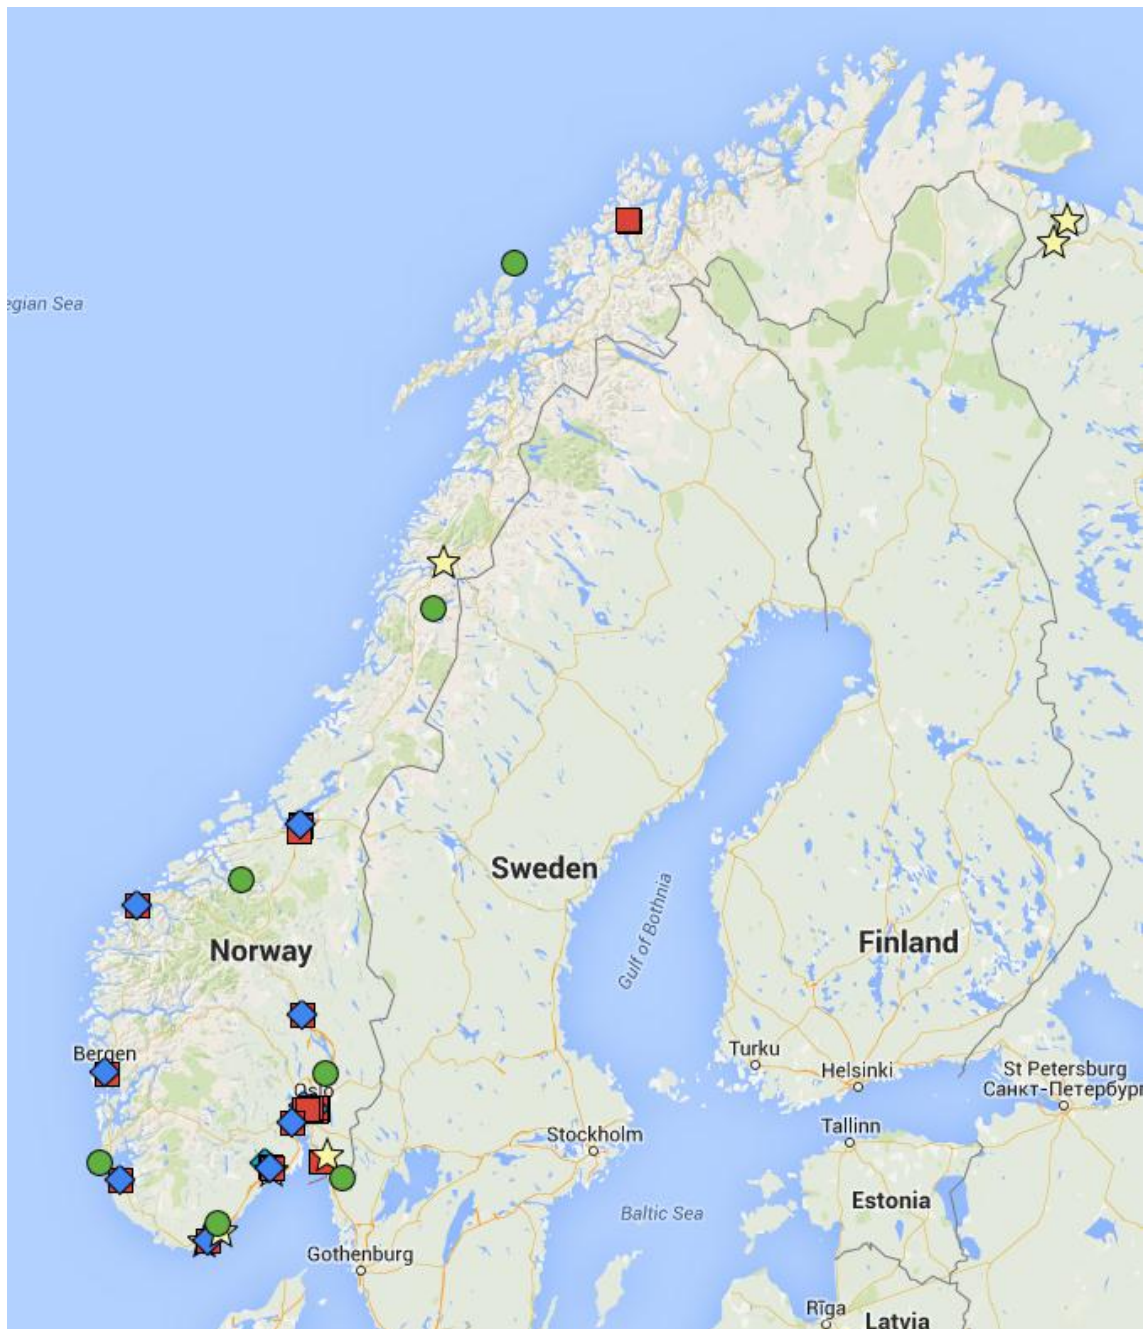 egian Sea
Sweden
Gulf of Bothnia
Norway
Finland
Bergen
Turku
Helsinki
St Petersburg
Санкт-Петербург
Oslo
Tallinn
Stockholm
Estonia
Baltic Sea
Gothenburg
Rīga
Latvia